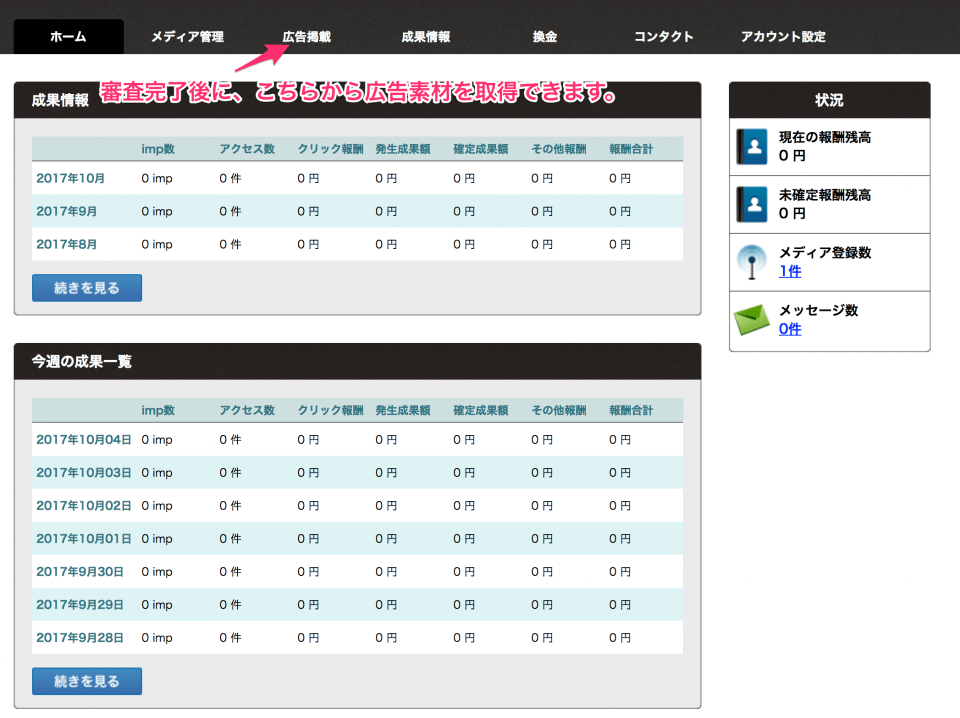 ホーム メディア管理 広告掲載 成果情報 換金 コンタクト アカウント設定
審査完了後に、こちらから広告素材を取得できます。
成果情報
imp数 アクセス数 クリック報酬 発生成果額 確定成果額 その他報酬 報酬合計
2017年10月 0 imp 0 件 0 円 0 円 0 円 0 円 0 円
2017年9月 0 imp 0 件 0 円 0 円 0 円 0 円 0 円
2017年8月 0 imp 0 件 0 円 0 円 0 円 0 円 0 円
続きを見る
今週の成果一覧
imp数 アクセス数 クリック報酬 発生成果額 確定成果額 その他報酬 報酬合計
2017年10月04日 0 imp 0 件 0 円 0 円 0 円 0 円 0 円
2017年10月03日 0 imp 0 件 0 円 0 円 0 円 0 円 0 円
2017年10月02日 0 imp 0 件 0 円 0 円 0 円 0 円 0 円
2017年10月01日 0 imp 0 件 0 円 0 円 0 円 0 円 0 円
2017年9月30日 0 imp 0 件 0 円 0 円 0 円 0 円 0 円
2017年9月29日 0 imp 0 件 0 円 0 円 0 円 0 円 0 円
2017年9月28日 0 imp 0 件 0 円 0 円 0 円 0 円 0 円
続きを見る
状況
現在の報酬残高
0 円
未確定報酬残高
0 円
メディア登録数
1件
メッセージ数
0件